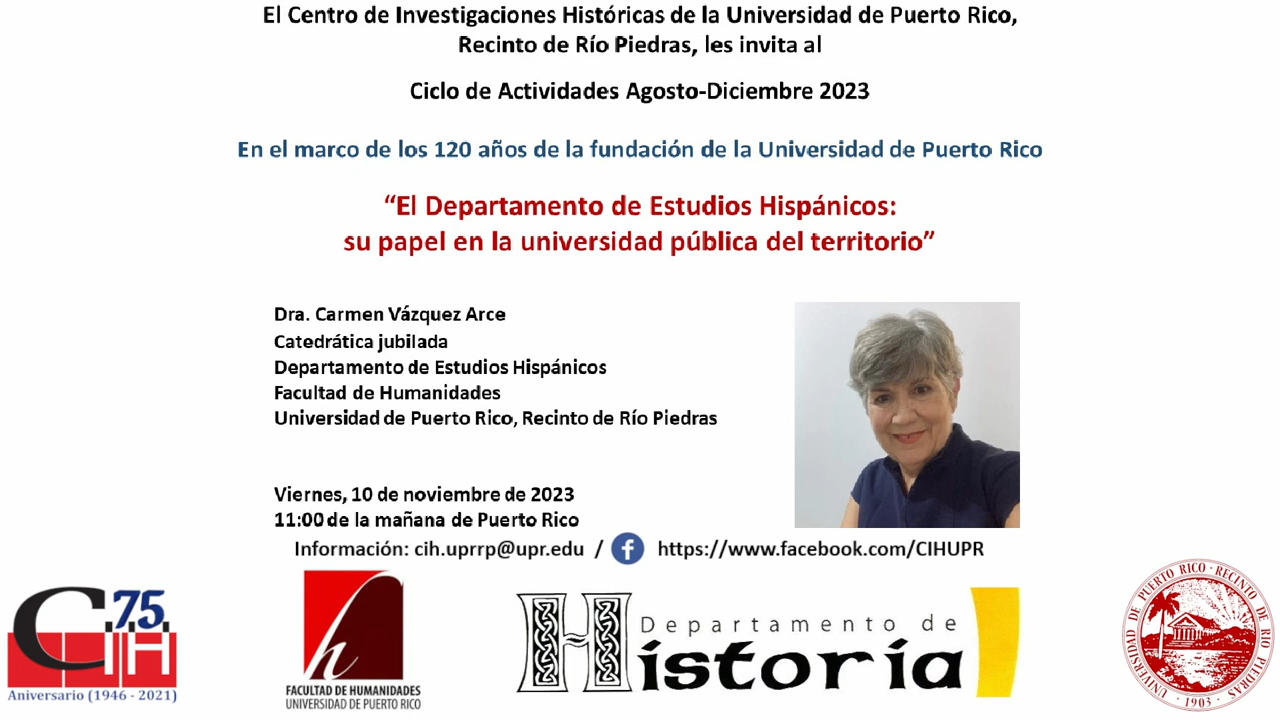 El Centro de Investigaciones Históricas de la Universidad de Puerto Rico,
Recinto de Río Piedras, les invita al
Ciclo de Actividades Agosto-Diciembre 2023
En el marco de los 120 años de la fundación de la Universidad de Puerto Rico
“El Departamento de Estudios Hispánicos:
su papel en la universidad pública del territorio”
Dra. Carmen Vázquez Arce
Catedrática jubilada
Departamento de Estudios Hispánicos
Facultad de Humanidades
Universidad de Puerto Rico, Recinto de Río Piedras
Viernes, 10 de noviembre de 2023
11:00 de la mañana de Puerto Rico
Información: cih.uprrp@upr.edu / f https://www.facebook.com/CIHUPR
CIH 75
Aniversario (1946 - 2021)
h
FACULTAD DE HUMANIDADES
UNIVERSIDAD DE PUERTO RICO
Departamento de
Historia
UNIVERSIDAD DE PUERTO RICO · RECINTO DE RIO PIEDRAS
· 1903 ·